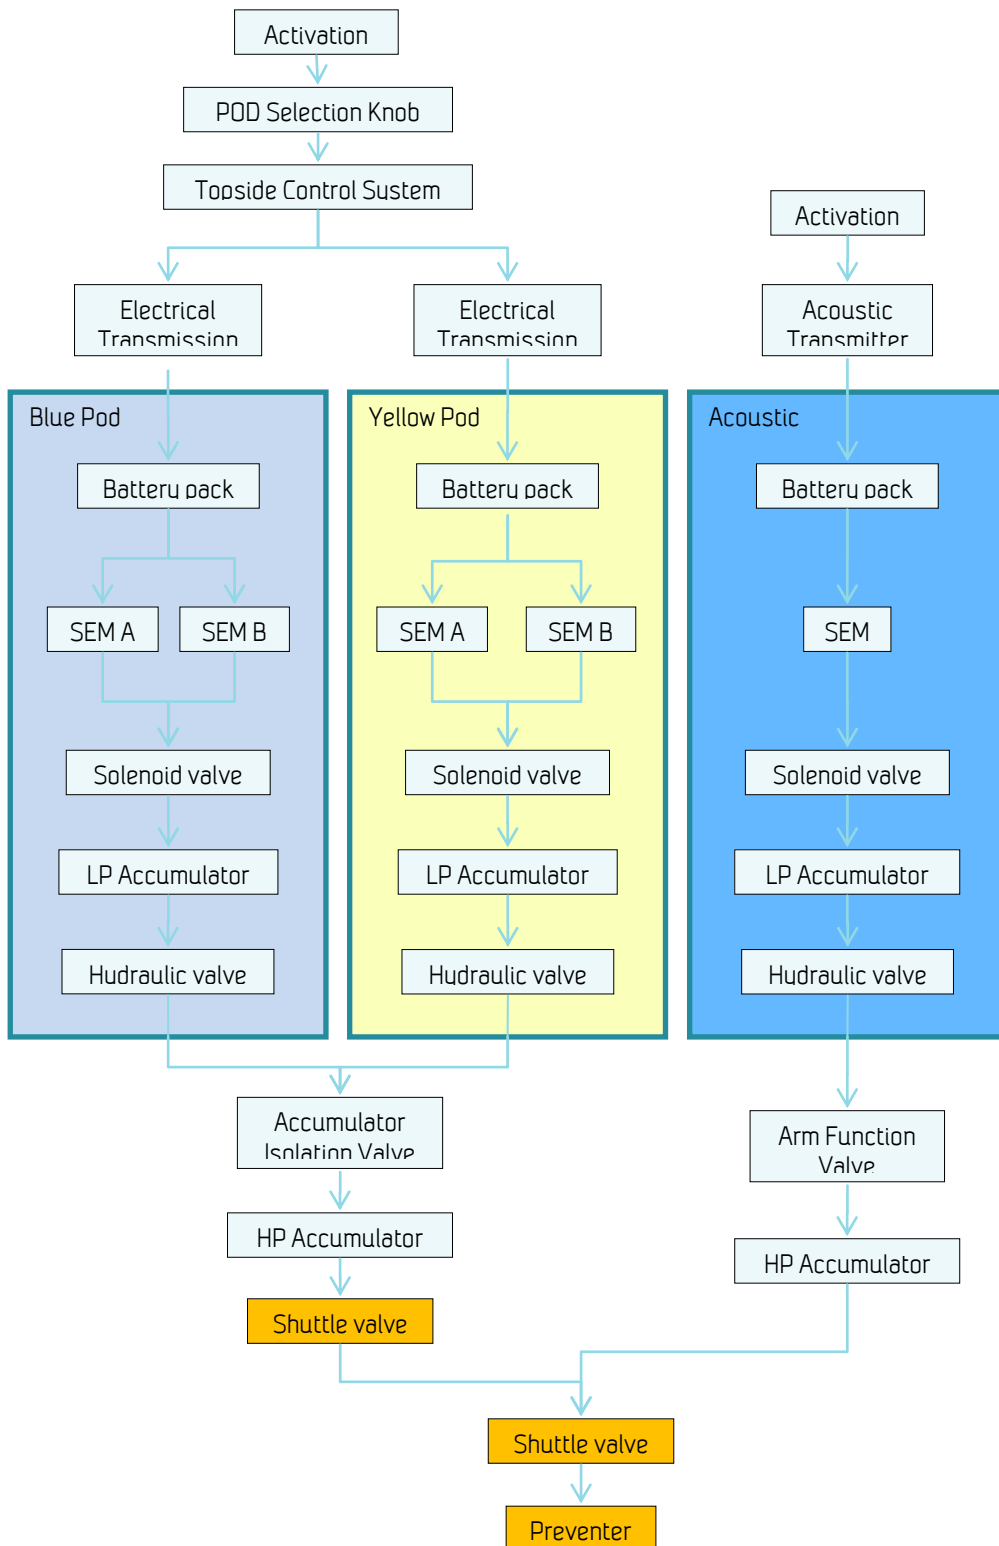 Activation
POD Selection Knob
Topside Control System
Activation
Electrical
Transmission
Electrical
Transmission
Acoustic
Transmitter
Blue Pod
Yellow Pod
Acoustic
Battery pack
Battery pack
Battery pack
SEM A
SEM B
SEM A
SEM B
SEM
Solenoid valve
Solenoid valve
Solenoid valve
LP Accumulator
LP Accumulator
LP Accumulator
Hydraulic valve
Hydraulic valve
Hydraulic valve
Accumulator
Isolation Valve
Arm Function
Valve
HP Accumulator
HP Accumulator
Shuttle valve
Shuttle valve
Preventer